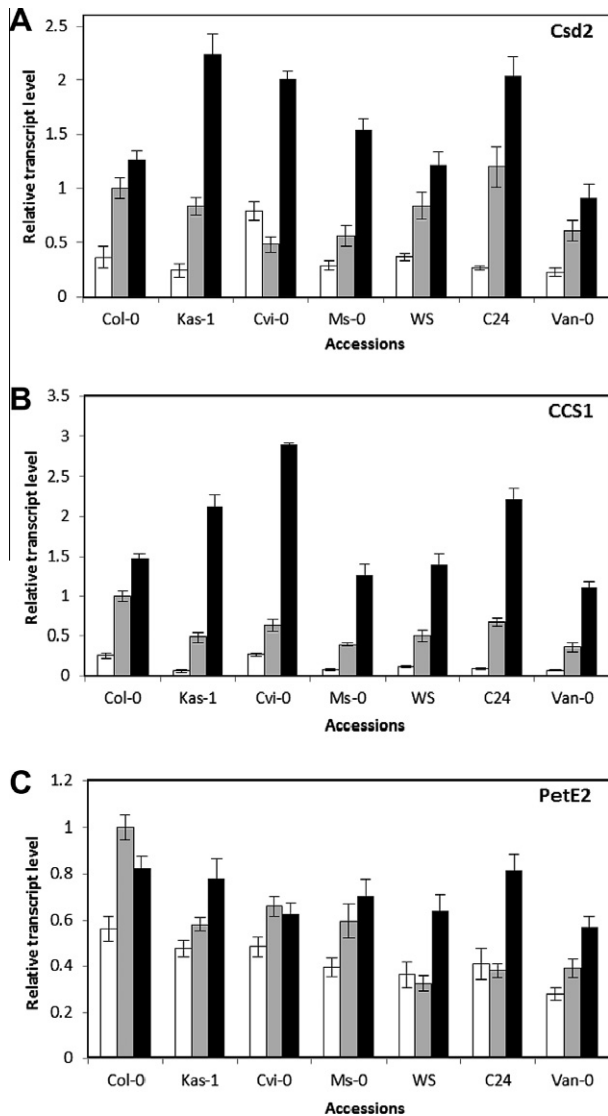 A
Csd2
Relative transcript level
2.5
2
1.5
1
0.5
0
Col-0 Kas-1 Cvi-0 Ms-0 WS C24 Van-0
Accessions
B
CCS1
Relative transcript level
3.5
3
2.5
2
1.5
1
0.5
0
Col-0 Kas-1 Cvi-0 Ms-0 WS C24 Van-0
Accessions
C
PetE2
Relative transcript level
1.2
1
0.8
0.6
0.4
0.2
0
Col-0 Kas-1 Cvi-0 Ms-0 WS C24 Van-0
Accessions